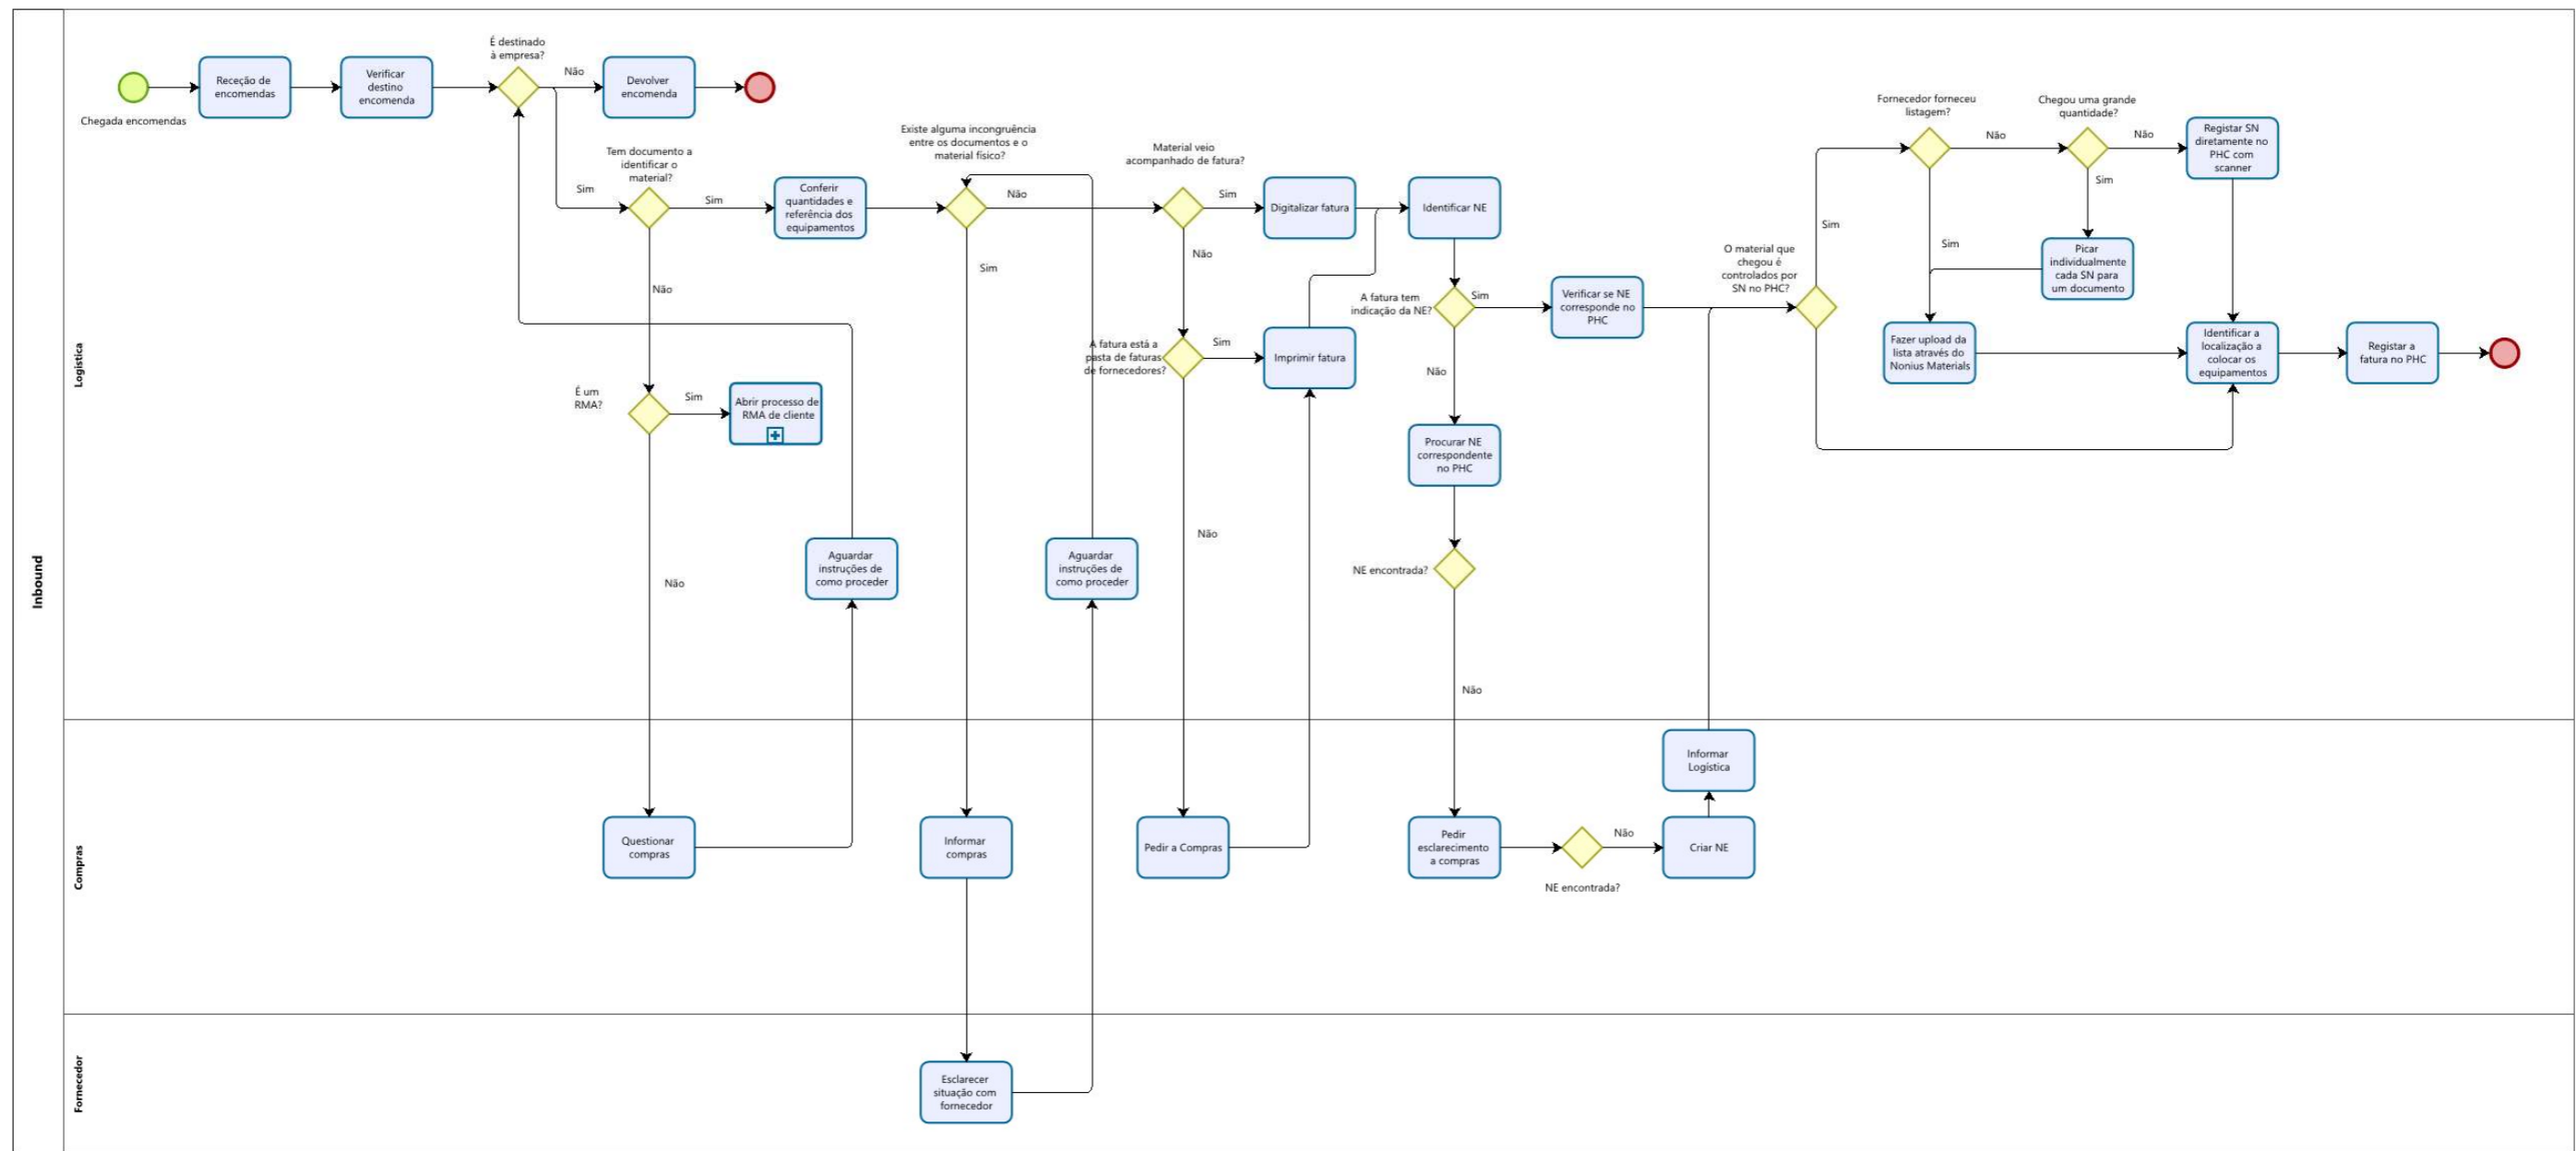 Inbound
Logística
Chegada encomendas
Receção de
encomendas
Verificar
destino
encomenda
É destinado
à empresa?
Não
Devolver
encomenda
Sim
Tem documento a
identificar o
material?
Sim
Não
Conferir
quantidades e
referência dos
equipamentos
Existe alguma incongruência
entre os documentos e o
material físico?
Não
Sim
Material veio
acompanhado de fatura?
Sim
Não
Digitalizar fatura
Identificar NE
A fatura está a
pasta de faturas
de fornecedores?
Sim
Não
Imprimir fatura
A fatura tem
indicação da NE?
Sim
Não
Verificar se NE
corresponde no
PHC
Procurar NE
correspondente
no PHC
NE encontrada?
Não
O material que
chegou é
controlados por
SN no PHC?
Sim
Fornecedor forneceu
listagem?
Não
Sim
Chegou uma grande
quantidade?
Não
Sim
Registar SN
diretamente no
PHC com
scanner
Picar
individualmente
cada SN para
um documento
Fazer upload da
lista através do
Nonius Materials
Identificar a
localização a
colocar os
equipamentos
Registar a
fatura no PHC
É um
RMA?
Sim
Não
Abrir processo de
RMA de cliente
Aguardar
instruções de
como proceder
Aguardar
instruções de
como proceder
Compras
Questionar
compras
Informar
compras
Pedir a Compras
Pedir
esclarecimento
a compras
NE encontrada?
Não
Criar NE
Informar
Logística
Fornecedor
Esclarecer
situação com
fornecedor